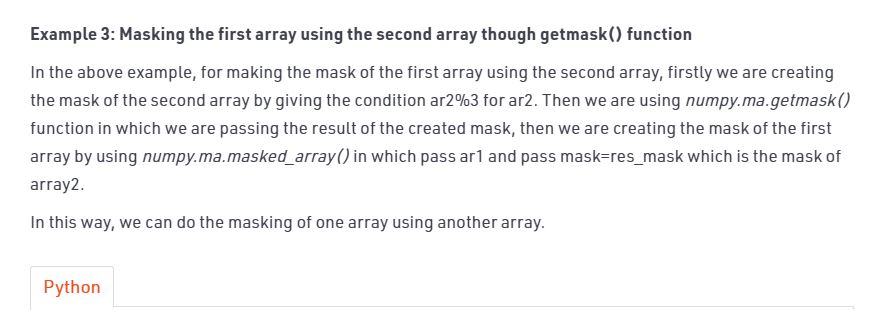 Example 3: Masking the first array using the second array though getmask() function
In the above example, for making the mask of the first array using the second array, firstly we are creating
the mask of the second array by giving the condition ar2%3 for ar2. Then we are using numpy.ma.getmask()
function in which we are passing the result of the created mask, then we are creating the mask of the first
array by using numpy.ma.masked_array() in which pass ar1 and pass mask=res_mask which is the mask of
array2.
In this way, we can do the masking of one array using another array.
Python